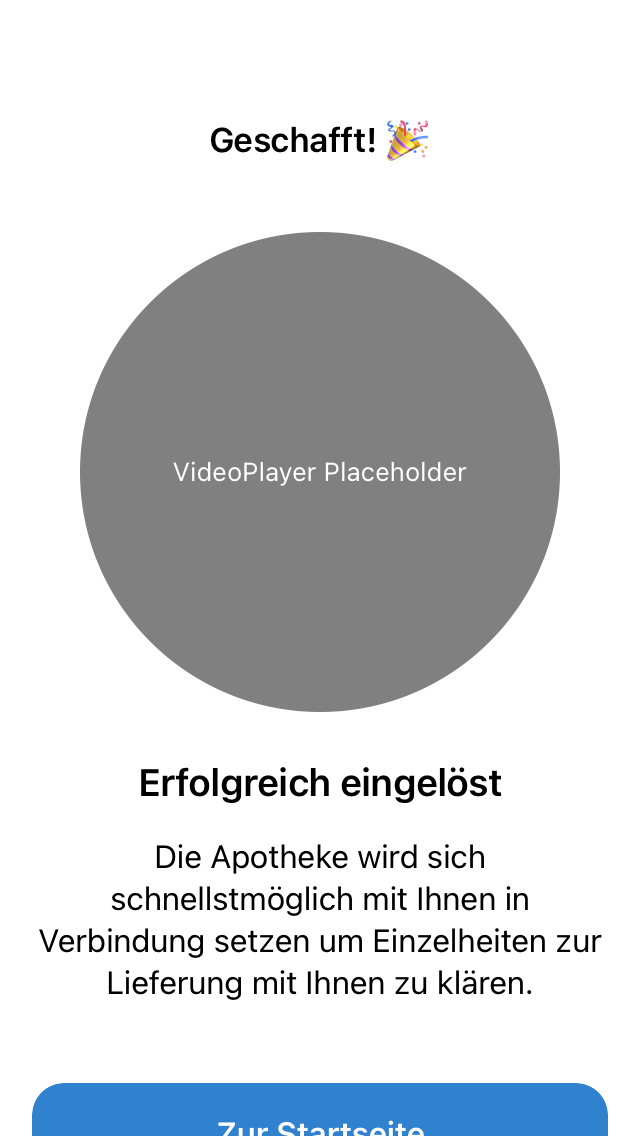 Geschafft! 🎉
VideoPlayer Placeholder
Erfolgreich eingelöst
Die Apotheke wird sich
schnellstmöglich mit Ihnen in
Verbindung setzen um Einzelheiten zur
Lieferung mit Ihnen zu klären.
Zur Startseite